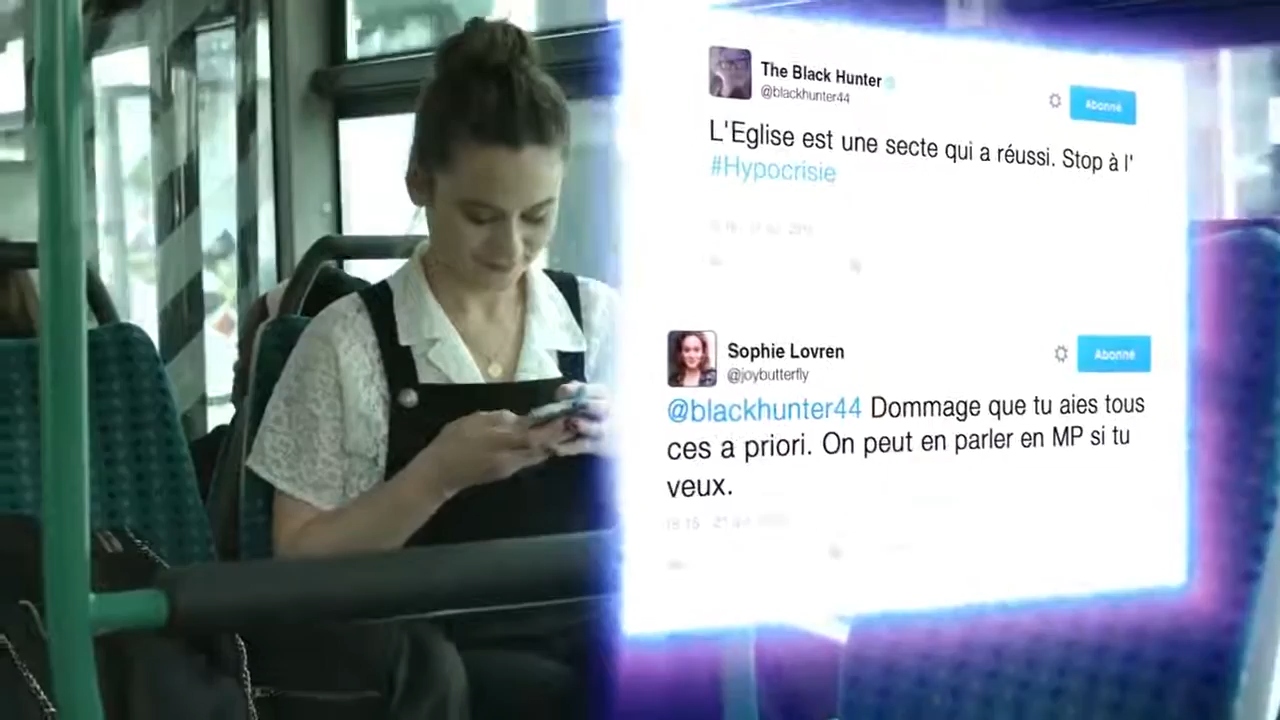 The Black Hunter
@blackhunter44
Abonné
L'Eglise est une secte qui a réussi. Stop à l'
#Hypocrisie
Sophie Lovren
@joybutterfly
Abonné
@blackhunter44 Dommage que tu aies tous
ces a priori. On peut en parler en MP si tu
veux.